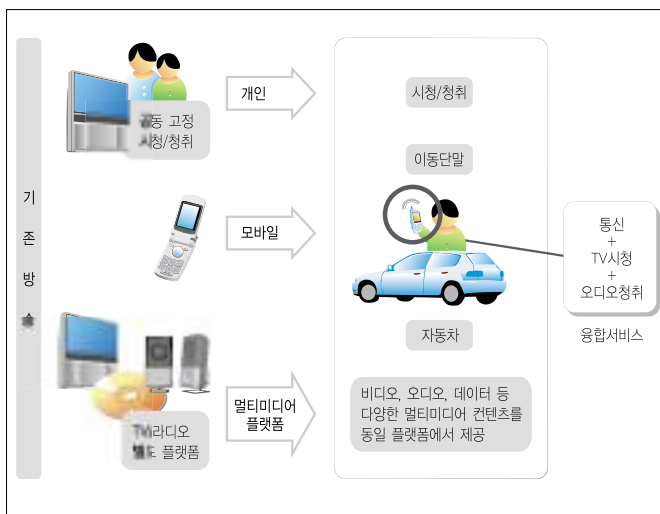 기
존
방
고정
시청/청취
개인
시청/청취
이동단말
모바일
통신
+
TV시청
+
오디오청취
융합서비스
자동차
TV/라디오
플랫폼
멀티미디어
플랫폼
비디오, 오디오, 데이터 등
다양한 멀티미디어 컨텐츠를
동일 플랫폼에서 제공